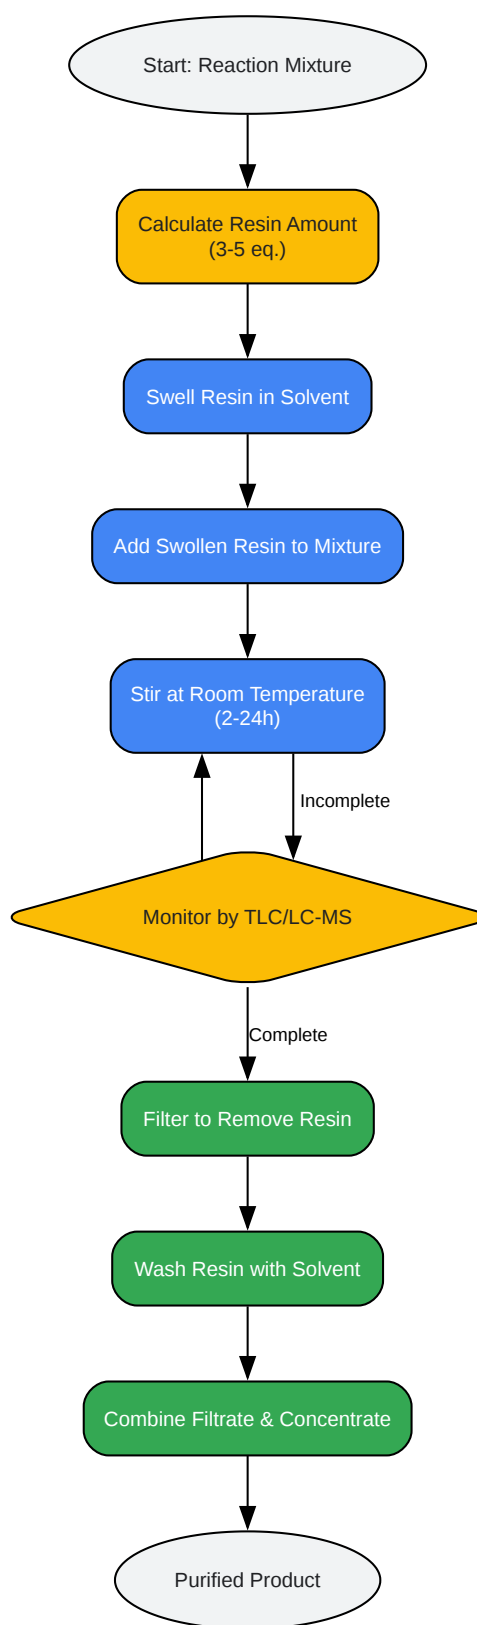 Start: Reaction Mixture
Calculate Resin Amount
(3-5 eq.)
Swell Resin in Solvent
Add Swollen Resin to Mixture
Stir at Room Temperature
(2-24h)
Incomplete
Monitor by TLC/LC-MS
Complete
Filter to Remove Resin
Wash Resin with Solvent
Combine Filtrate & Concentrate
Purified Product